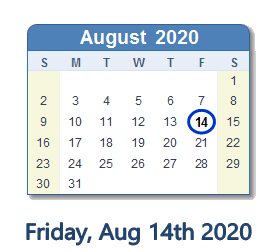 August 2020
S M T W T F S
1
2 3 4 5 6 7 8
9 10 11 12 13 14 15
16 17 18 19 20 21 22
23 24 25 26 27 28 29
30 31
Friday, Aug 14th 2020